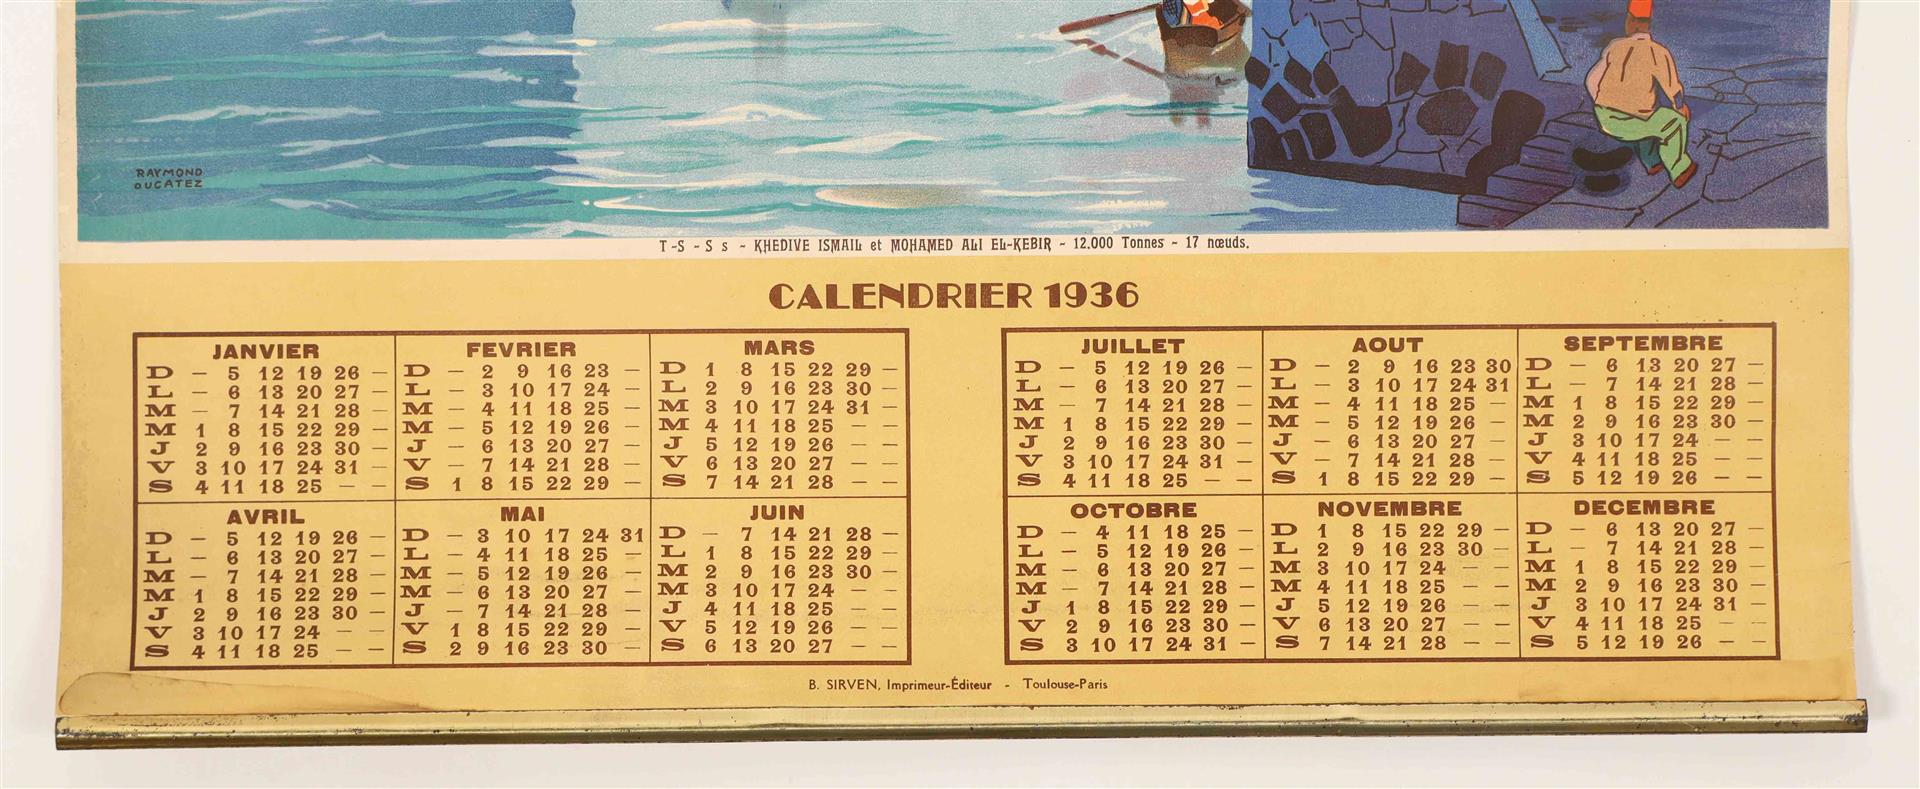 RAYMOND
DUCATEZ
T-S - S s - KHEDIVE ISMAIL et MOHAMED ALI EL-KEBIR - 12.000 Tonnes - 17 nœuds.
CALENDRIER 1936
JANVIER
D - 5 12 19 26 -
L - 6 13 20 27 -
M - 7 14 21 28 -
M 1 8 15 22 29 -
J 2 9 16 23 30 -
V 3 10 17 24 31 -
S 4 11 18 25 - -
FEVRIER
D - 2 9 16 23 -
L - 3 10 17 24 -
M - 4 11 18 25 -
M - 5 12 19 26 -
J - 6 13 20 27 -
V - 7 14 21 28 -
S 1 8 15 22 29 -
MARS
D 1 8 15 22 29 -
L 2 9 16 23 30 -
M 3 10 17 24 31 -
M 4 11 18 25 - -
J 5 12 19 26 - -
V 6 13 20 27 - -
S 7 14 21 28 - -
AVRIL
D - 5 12 19 26 -
L - 6 13 20 27 -
M - 7 14 21 28 -
M 1 8 15 22 29 -
J 2 9 16 23 30 -
V 3 10 17 24 - -
S 4 11 18 25 - -
MAI
D - 3 10 17 24 31
L - 4 11 18 25 -
M - 5 12 19 26 -
M - 6 13 20 27 -
J - 7 14 21 28 -
V 1 8 15 22 29 -
S 2 9 16 23 30 -
JUIN
D - 7 14 21 28 -
L 1 8 15 22 29 -
M 2 9 16 23 30 -
M 3 10 17 24 - -
J 4 11 18 25 - -
V 5 12 19 26 - -
S 6 13 20 27 - -
JUILLET
D - 5 12 19 26 -
L - 6 13 20 27 -
M - 7 14 21 28 -
M 1 8 15 22 29 -
J 2 9 16 23 30 -
V 3 10 17 24 31 -
S 4 11 18 25 - -
AOUT
D - 2 9 16 23 30
L - 3 10 17 24 31
M - 4 11 18 25 -
M - 5 12 19 26 -
J - 6 13 20 27 -
V - 7 14 21 28 -
S 1 8 15 22 29 -
SEPTEMBRE
D - 6 13 20 27 -
L - 7 14 21 28 -
M 1 8 15 22 29 -
M 2 9 16 23 30 -
J 3 10 17 24 - -
V 4 11 18 25 - -
S 5 12 19 26 - -
OCTOBRE
D - 4 11 18 25 -
L - 5 12 19 26 -
M - 6 13 20 27 -
M - 7 14 21 28 -
J 1 8 15 22 29 -
V 2 9 16 23 30 -
S 3 10 17 24 31 -
NOVEMBRE
D 1 8 15 22 29 -
L 2 9 16 23 30 -
M 3 10 17 24 - -
M 4 11 18 25 - -
J 5 12 19 26 - -
V 6 13 20 27 - -
S 7 14 21 28 - -
DECEMBRE
D - 6 13 20 27 -
L - 7 14 21 28 -
M 1 8 15 22 29 -
M 2 9 16 23 30 -
J 3 10 17 24 31 -
V 4 11 18 25 - -
S 5 12 19 26 - -
B. SIRVEN, Imprimeur-Éditeur - Toulouse-Paris